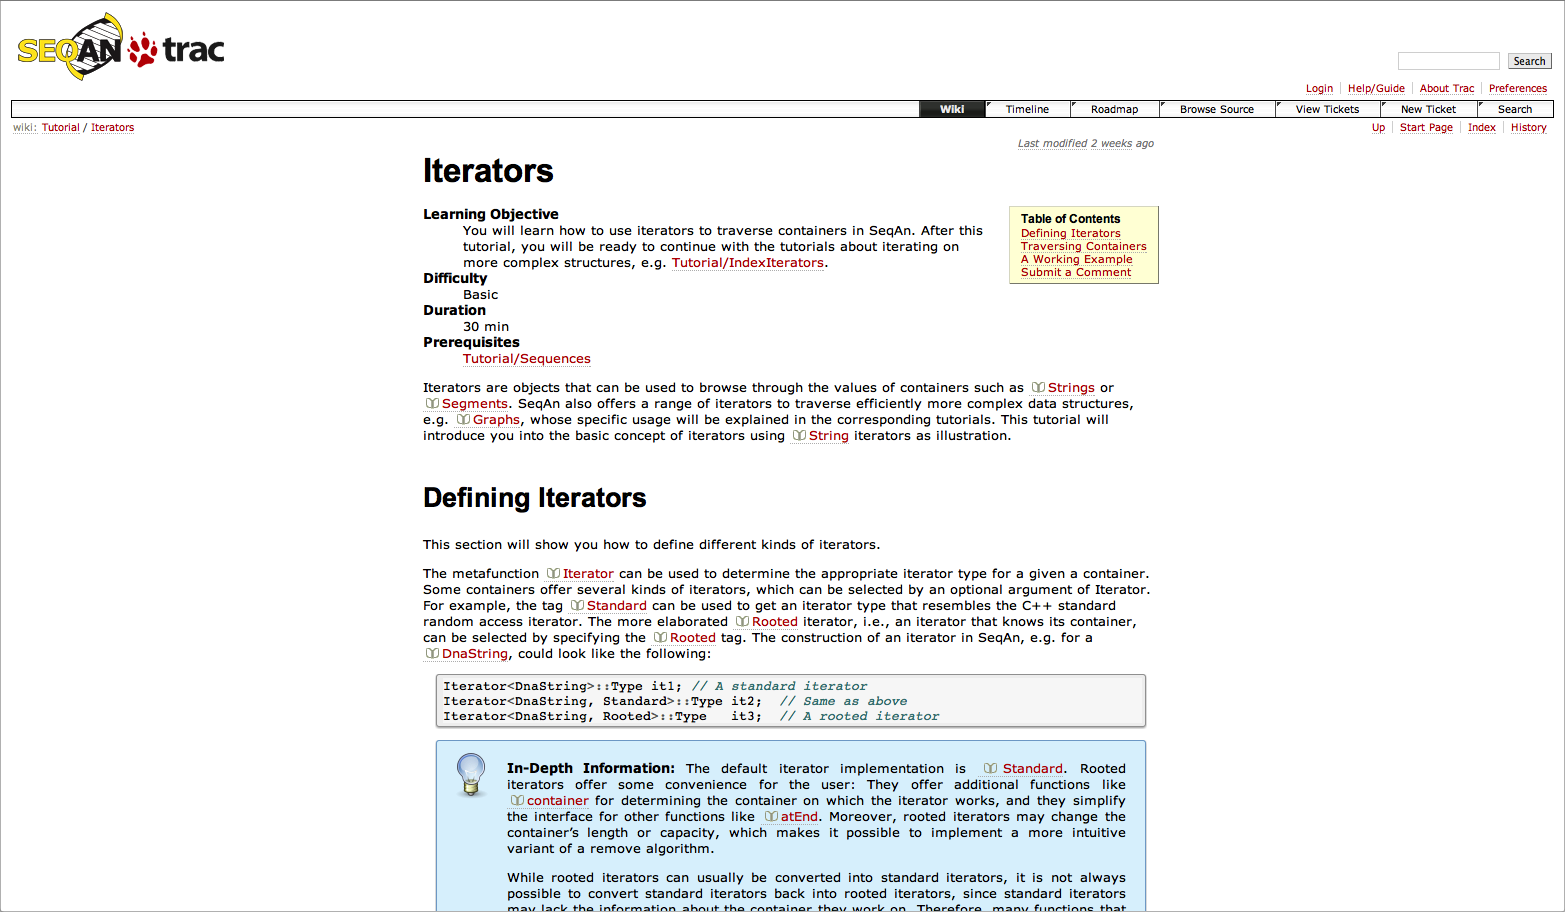 SEQAN trac
Search
Login Help/Guide About Trac Preferences
Wiki Timeline Roadmap Browse Source View Tickets New Ticket Search
wiki: Tutorial / Iterators
Up Start Page Index History
Last modified 2 weeks ago
Iterators
Learning Objective
You will learn how to use iterators to traverse containers in SeqAn. After this
tutorial, you will be ready to continue with the tutorials about iterating on
more complex structures, e.g. Tutorial/IndexIterators.
Difficulty
Basic
Duration
30 min
Prerequisites
Tutorial/Sequences
Table of Contents
Defining Iterators
Traversing Containers
A Working Example
Submit a Comment
Iterators are objects that can be used to browse through the values of containers such as Strings or
Segments. SeqAn also offers a range of iterators to traverse efficiently more complex data structures,
e.g. Graphs, whose specific usage will be explained in the corresponding tutorials. This tutorial will
introduce you into the basic concept of iterators using String iterators as illustration.
Defining Iterators
This section will show you how to define different kinds of iterators.
The metafunction Iterator can be used to determine the appropriate iterator type for a given a container.
Some containers offer several kinds of iterators, which can be selected by an optional argument of Iterator.
For example, the tag Standard can be used to get an iterator type that resembles the C++ standard
random access iterator. The more elaborated Rooted iterator, i.e., an iterator that knows its container,
can be selected by specifying the Rooted tag. The construction of an iterator in SeqAn, e.g. for a
DnaString, could look like the following:
Iterator<DnaString>::Type it1; // A standard iterator
Iterator<DnaString, Standard>::Type it2; // Same as above
Iterator<DnaString, Rooted>::Type it3; // A rooted iterator
In-Depth Information: The default iterator implementation is Standard. Rooted
iterators offer some convenience for the user: They offer additional functions like
container for determining the container on which the iterator works, and they simplify
the interface for other functions like atEnd. Moreover, rooted iterators may change the
container's length or capacity, which makes it possible to implement a more intuitive
variant of a remove algorithm.
While rooted iterators can usually be converted into standard iterators, it is not always
possible to convert standard iterators back into rooted iterators, since standard iterators
may lack the information about the container they work on. Therefore, many functions that